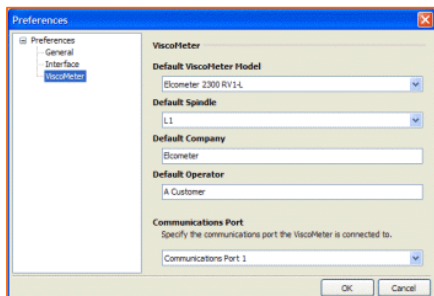 Preferences
Preferences
General
Interface
ViscoMeter
ViscoMeter
Default ViscoMeter Model
Elcometer 2300 RV1-L
Default Spindle
L1
Default Company
Elcometer
Default Operator
A Customer
Communications Port
Specify the communications port the ViscoMeter is connected to.
Communications Port 1
OK Cancel